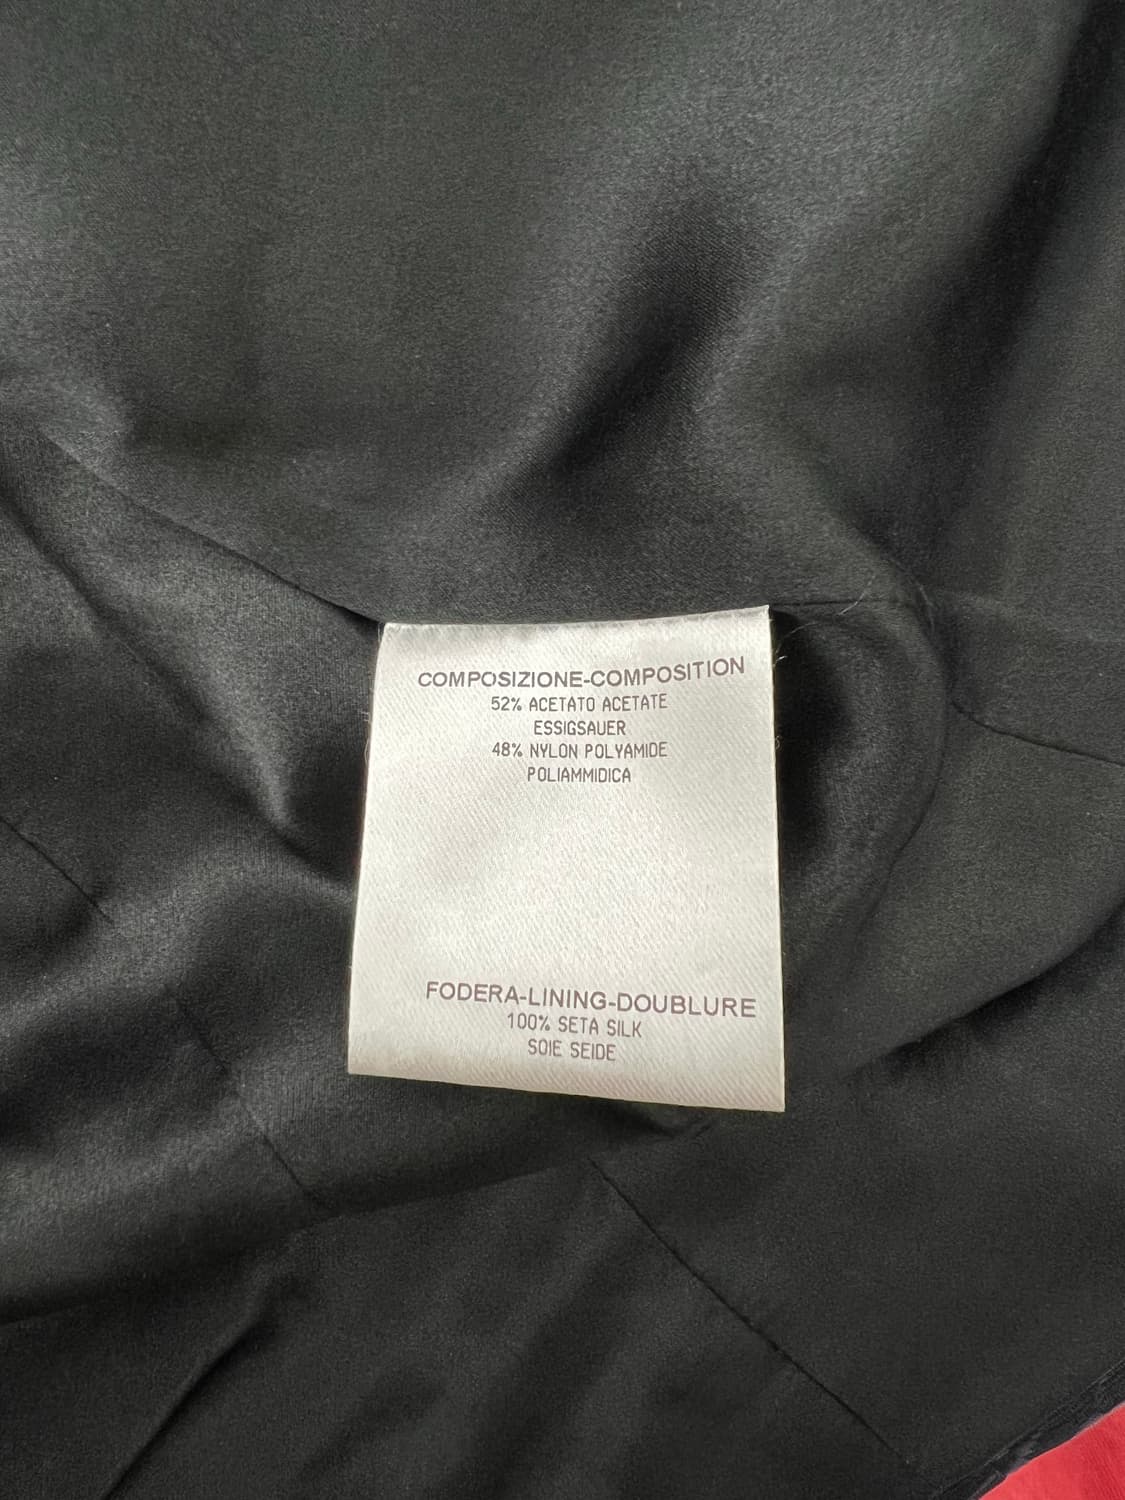 COMPOSIZIONE-COMPOSITION
52% ACETATO ACETATE
ESSIGSAUER
48% NYLON POLYAMIDE
POLIAMMIDICA
FODERA-LINING-DOUBLURE
100% SETA SILK
SOIE SEIDE